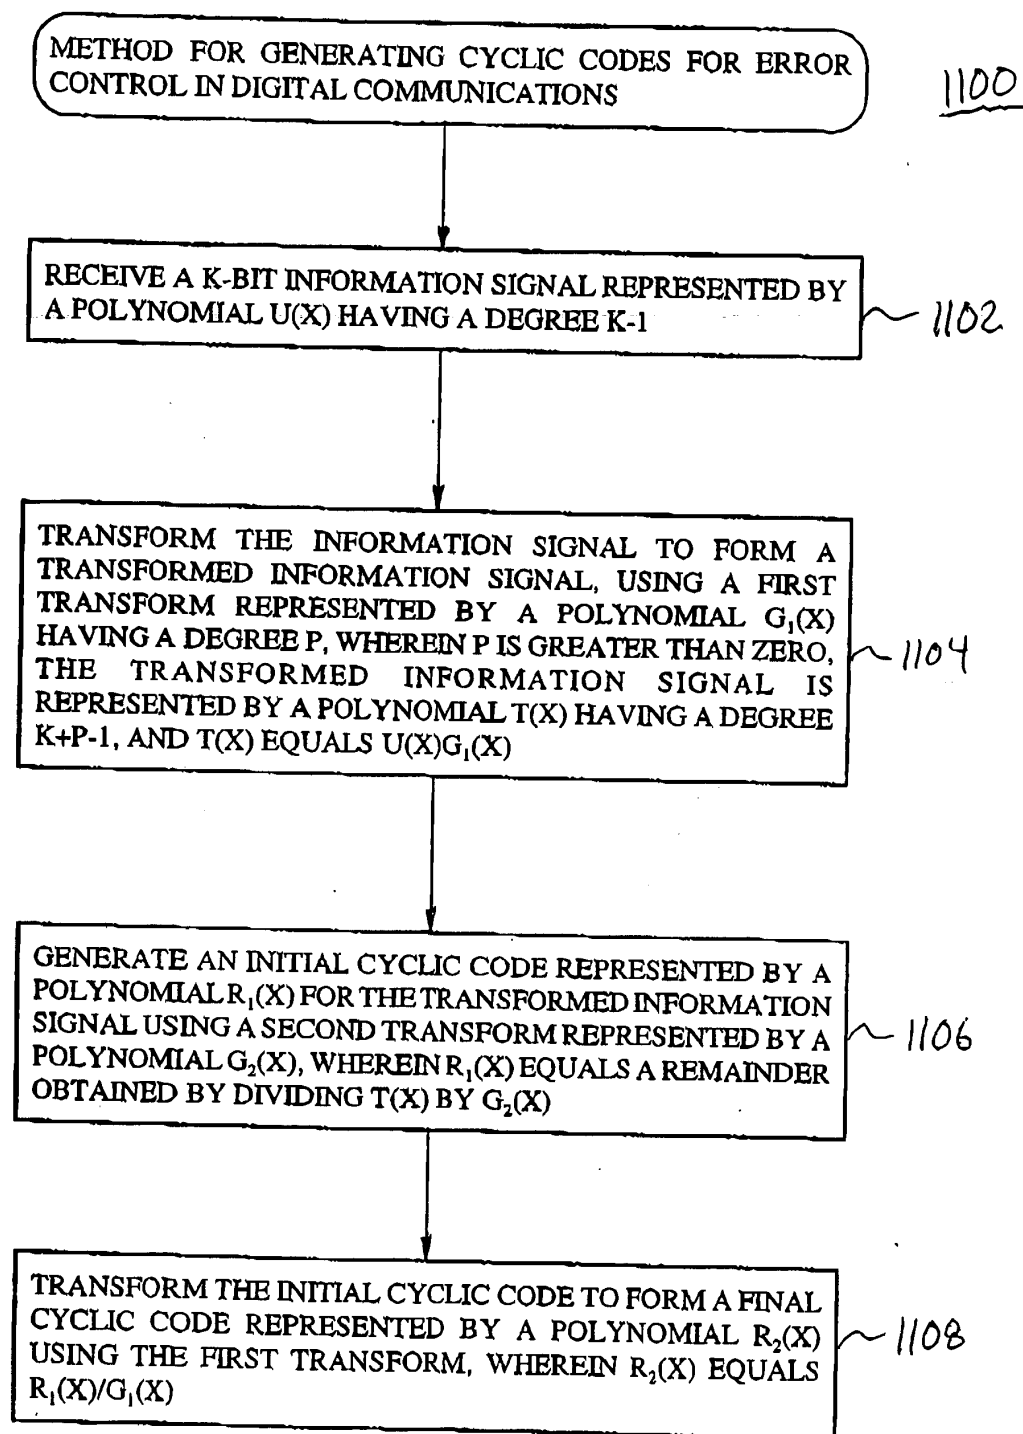 METHOD FOR GENERATING CYCLIC CODES FOR ERROR
CONTROL IN DIGITAL COMMUNICATIONS
1100
RECEIVE A K-BIT INFORMATION SIGNAL REPRESENTED BY
A POLYNOMIAL U(X) HAVING A DEGREE K-1
1102
TRANSFORM THE INFORMATION SIGNAL TO FORM A
TRANSFORMED INFORMATION SIGNAL, USING A FIRST
TRANSFORM REPRESENTED BY A POLYNOMIAL G₁(X)
HAVING A DEGREE P, WHEREIN P IS GREATER THAN ZERO,
THE TRANSFORMED INFORMATION SIGNAL IS
REPRESENTED BY A POLYNOMIAL T(X) HAVING A DEGREE
K+P-1, AND T(X) EQUALS U(X)G₁(X)
1104
GENERATE AN INITIAL CYCLIC CODE REPRESENTED BY A
POLYNOMIAL R₁(X) FOR THE TRANSFORMED INFORMATION
SIGNAL USING A SECOND TRANSFORM REPRESENTED BY A
POLYNOMIAL G₂(X), WHEREIN R₁(X) EQUALS A REMAINDER
OBTAINED BY DIVIDING T(X) BY G₂(X)
1106
TRANSFORM THE INITIAL CYCLIC CODE TO FORM A FINAL
CYCLIC CODE REPRESENTED BY A POLYNOMIAL R₂(X)
USING THE FIRST TRANSFORM, WHEREIN R₂(X) EQUALS
R₁(X)/G₁(X)
1108